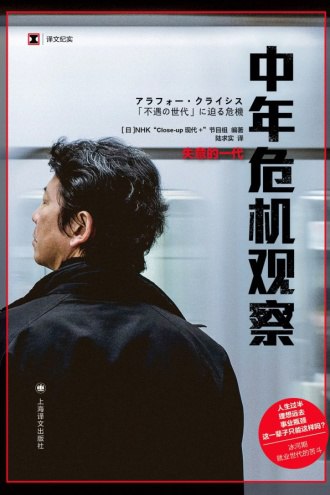 译文纪实
中年危机观察
アラフォー・クライシス
「不遇の世代」に迫る危機
[日]NHK“Close-up 现代+”节目组 编著
陆求实 译
失意的一代
人生过半
理想远去
事业瓶颈
这一辈子只能这样吗?
冰河期
就业世代的苦斗
上海译文出版社